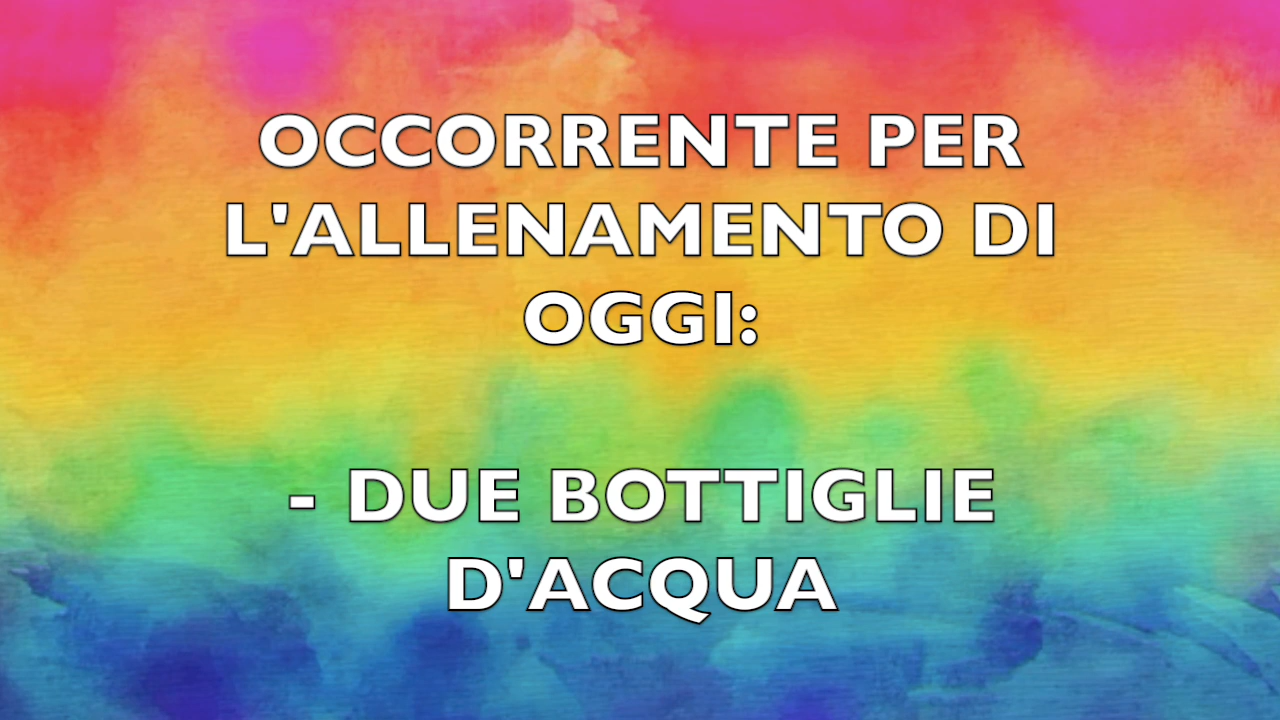 OCCORRENTE PER
L'ALLENAMENTO DI
OGGI:
- DUE BOTTIGLIE
D'ACQUA